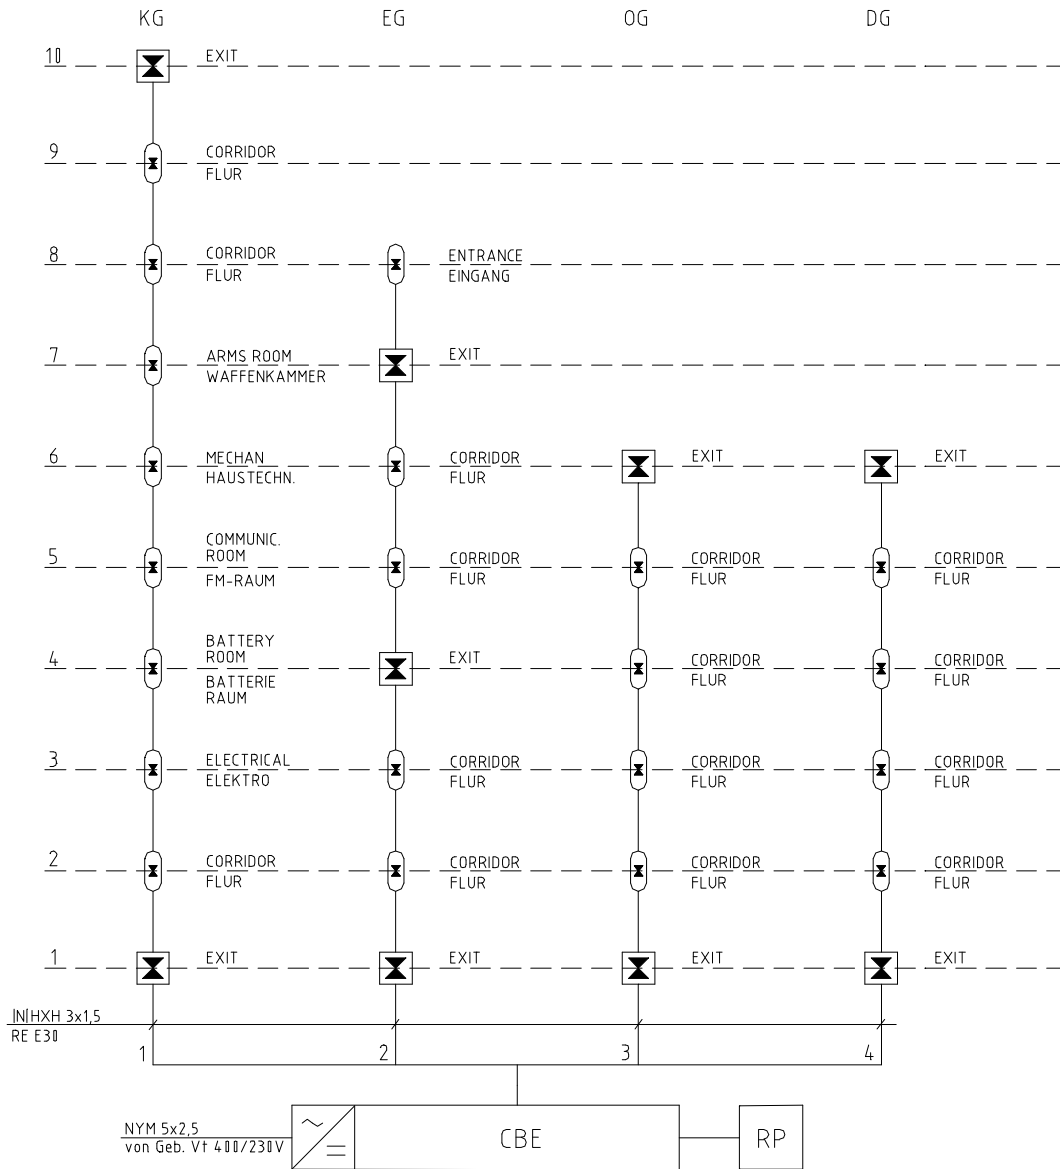 KG EG OG DG
10 EXIT
9 CORRIDOR
FLUR
8 CORRIDOR ENTRANCE
FLUR EINGANG
7 ARMS ROOM EXIT
WAFFENKAMMER
6 MECHAN CORRIDOR EXIT EXIT
HAUSTECHN. FLUR
COMMUNIC.
5 ROOM CORRIDOR CORRIDOR CORRIDOR
FM-RAUM FLUR FLUR FLUR
BATTERY
4 ROOM EXIT CORRIDOR CORRIDOR
BATTERIE FLUR FLUR
RAUM
3 ELECTRICAL CORRIDOR CORRIDOR CORRIDOR
ELEKTRO FLUR FLUR FLUR
2 CORRIDOR CORRIDOR CORRIDOR CORRIDOR
FLUR FLUR FLUR FLUR
1 EXIT EXIT EXIT EXIT
(N)HXH 3x1,5
RE E30
1 2 3 4
NYM 5x2,5
von Geb. Vt 400/230V
CBE RP